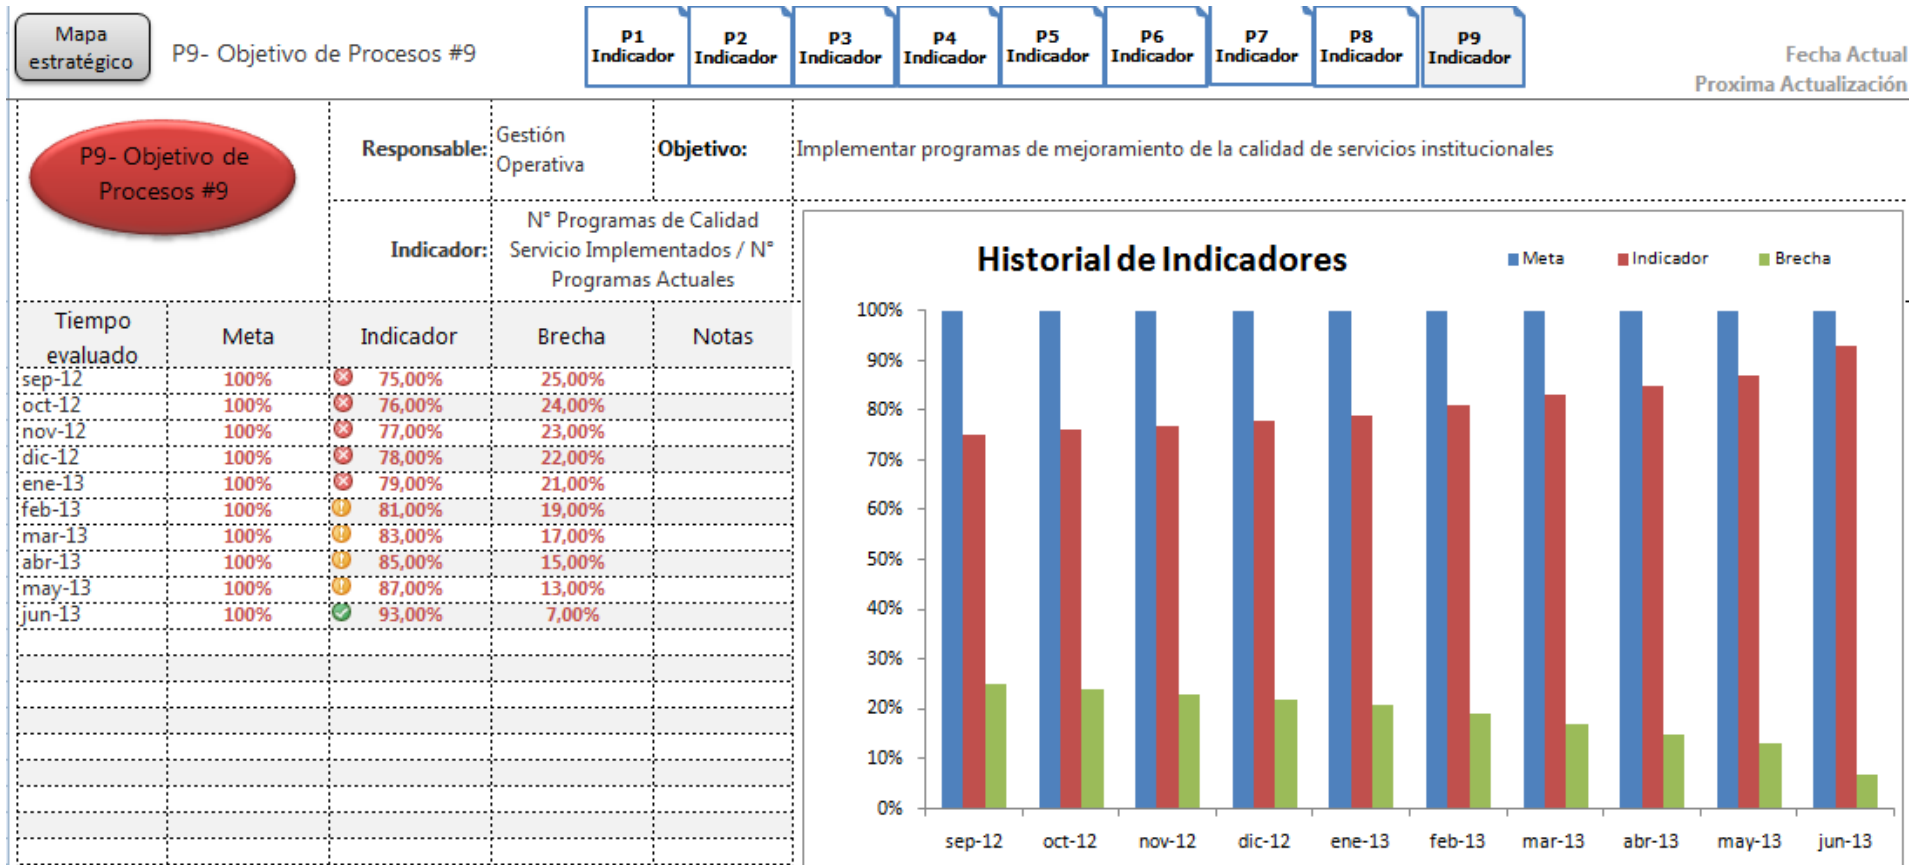 Mapa
estratégico
P9- Objetivo de Procesos #9
P1
Indicador
P2
Indicador
P3
Indicador
P4
Indicador
P5
Indicador
P6
Indicador
P7
Indicador
P8
Indicador
P9
Indicador
Fecha Actual
Proxima Actualización
P9- Objetivo de
Procesos #9
Responsable:
Gestión
Operativa
Objetivo:
Implementar programas de mejoramiento de la calidad de servicios institucionales
Indicador:
N° Programas de Calidad
Servicio Implementados / N°
Programas Actuales
Tiempo
evaluado
Meta
Indicador
Brecha
Notas
sep-12 100% 75,00% 25,00%
oct-12 100% 76,00% 24,00%
nov-12 100% 77,00% 23,00%
dic-12 100% 78,00% 22,00%
ene-13 100% 79,00% 21,00%
feb-13 100% 81,00% 19,00%
mar-13 100% 83,00% 17,00%
abr-13 100% 85,00% 15,00%
may-13 100% 87,00% 13,00%
jun-13 100% 93,00% 7,00%
Historial de Indicadores
Meta Indicador Brecha
100%
90%
80%
70%
60%
50%
40%
30%
20%
10%
0%
sep-12 oct-12 nov-12 dic-12 ene-13 feb-13 mar-13 abr-13 may-13 jun-13